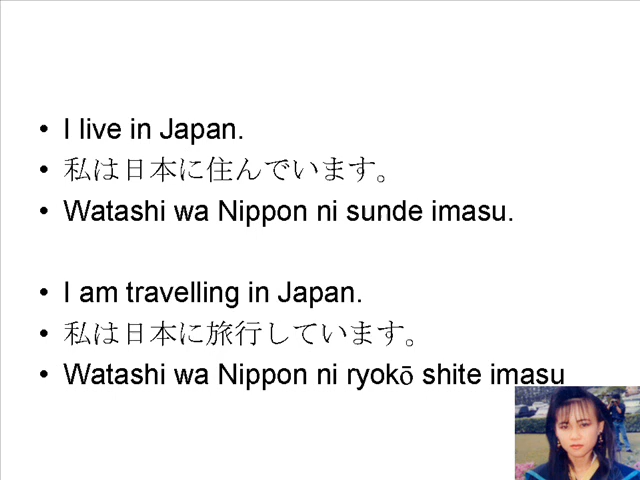 • I live in Japan.
• 私は日本に住んでいます。
• Watashi wa Nippon ni sunde imasu.
• I am travelling in Japan.
• 私は日本に旅行しています。
• Watashi wa Nippon ni ryokō shite imasu